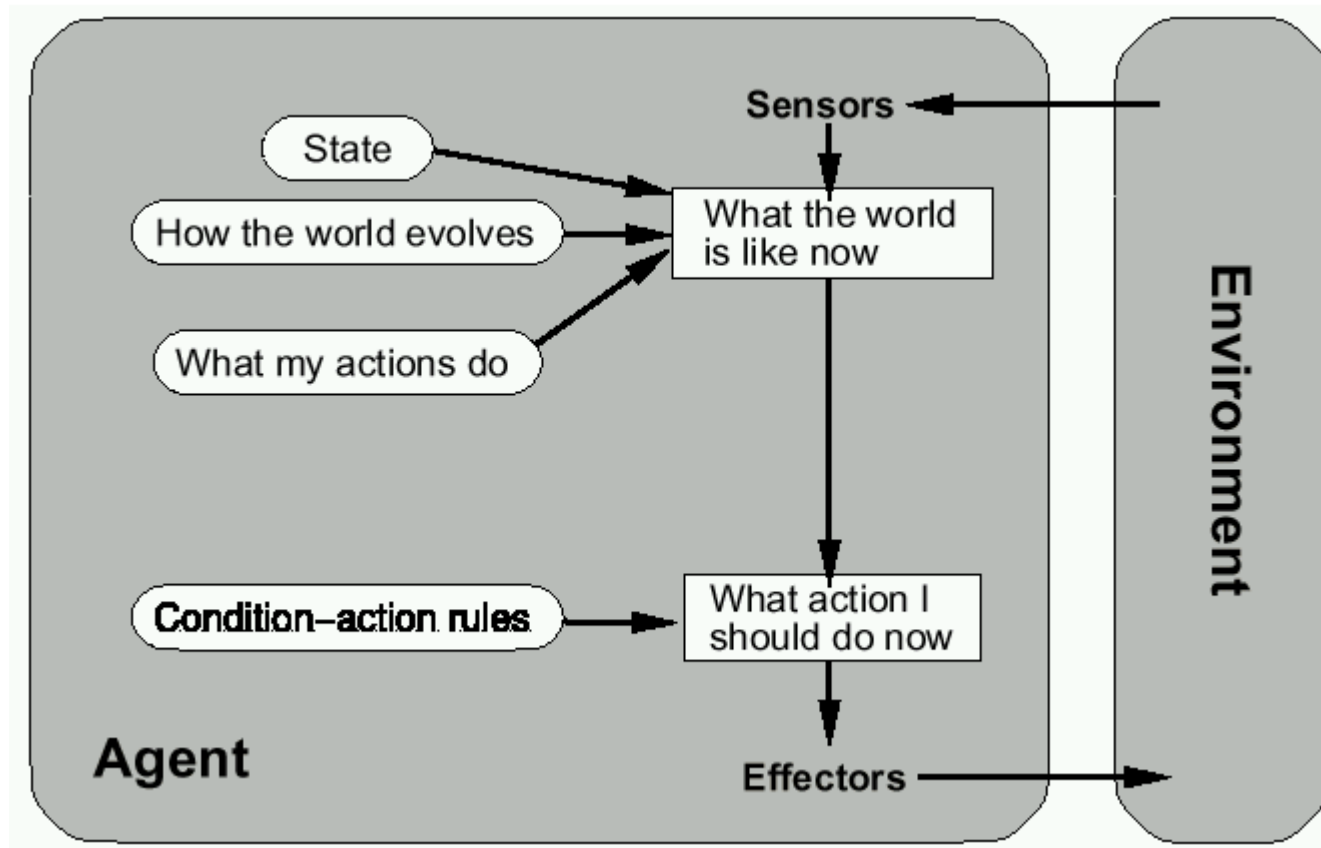 Sensors
State
What the world
is like now
How the world evolves
What my actions do
Environment
Condition–action rules
What action I
should do now
Agent
Effectors